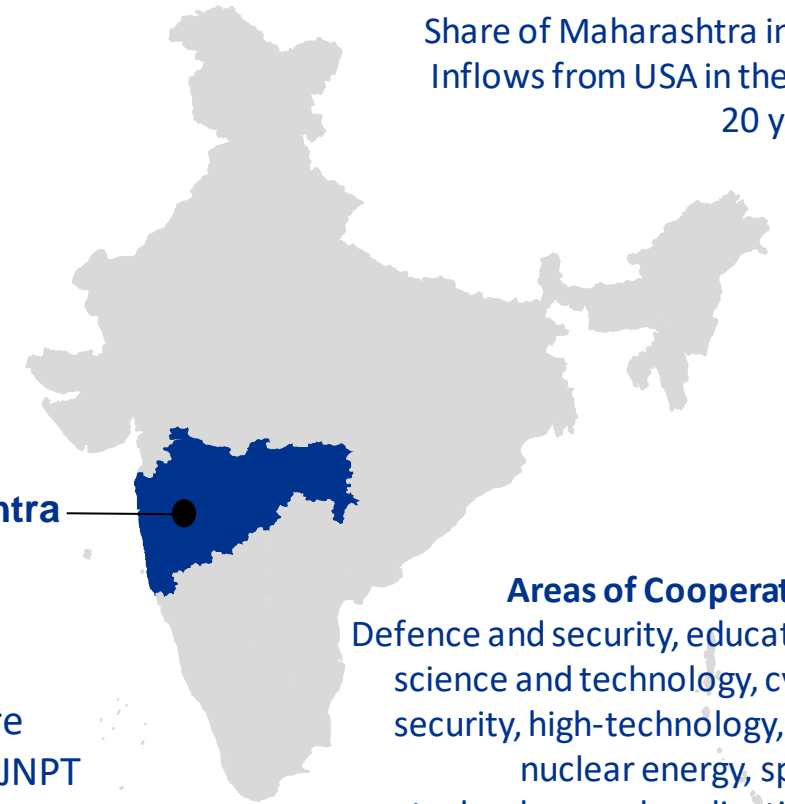 Share of Maharashtra in
Inflows from USA in the
20 y
ntra
Areas of Cooperat
Defence and security, educat
science and technology, cy
security, high-technology,
nuclear energy, sp
re
JNPT